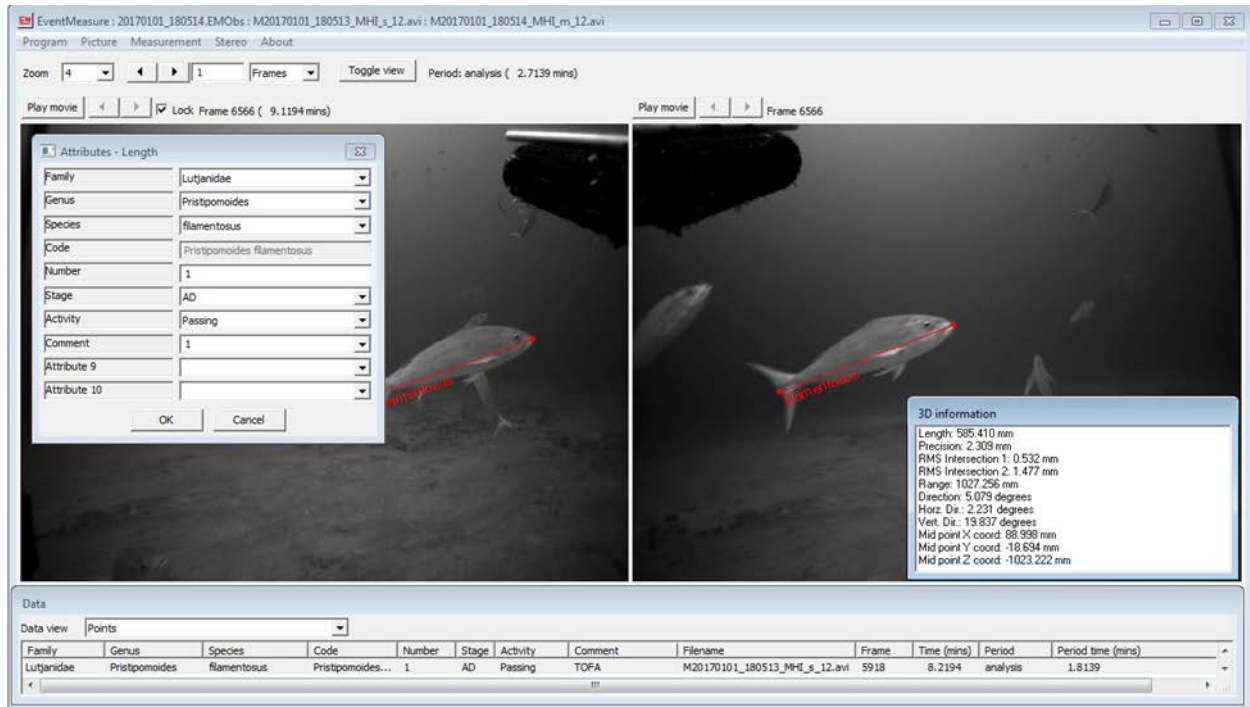 EM EventMeasure : 20170101_180514.EMObs : M20170101_180513_MHI_s_12.avi : M20170101_180514_MHI_m_12.avi
Program Picture Measurement Stereo About
Zoom 4 1 Frames Toggle view Period: analysis ( 2.7139 mins)
Play movie Lock Frame 6566 ( 9.1194 mins) Play movie Frame 6566
Attributes - Length
Family Lutjanidae
Genus Pristipomoides
Species filamentosus
Code Pristipomoides filamentosus
Number 1
Stage AD
Activity Passing
Comment 1
Attribute 9
Attribute 10
OK Cancel
filamentosus
3D information
Length: 585.410 mm
Precision: 2.309 mm
RMS Intersection 1: 0.532 mm
RMS Intersection 2: 1.477 mm
Range: 1027.256 mm
Direction: 5.079 degrees
Horz. Dir.: 2.231 degrees
Vert. Dir.: 19.837 degrees
Mid point X coord: 88.998 mm
Mid point Y coord: -18.694 mm
Mid point Z coord: -1023.222 mm
Data
Data view Points
Family Genus Species Code Number Stage Activity Comment Filename Frame Time (mins) Period Period time (mins)
Lutjanidae Pristipomoides filamentosus Pristipomoides... 1 AD Passing TOFA M20170101_180513_MHI_s_12.avi 5918 8.2194 analysis 1.8139